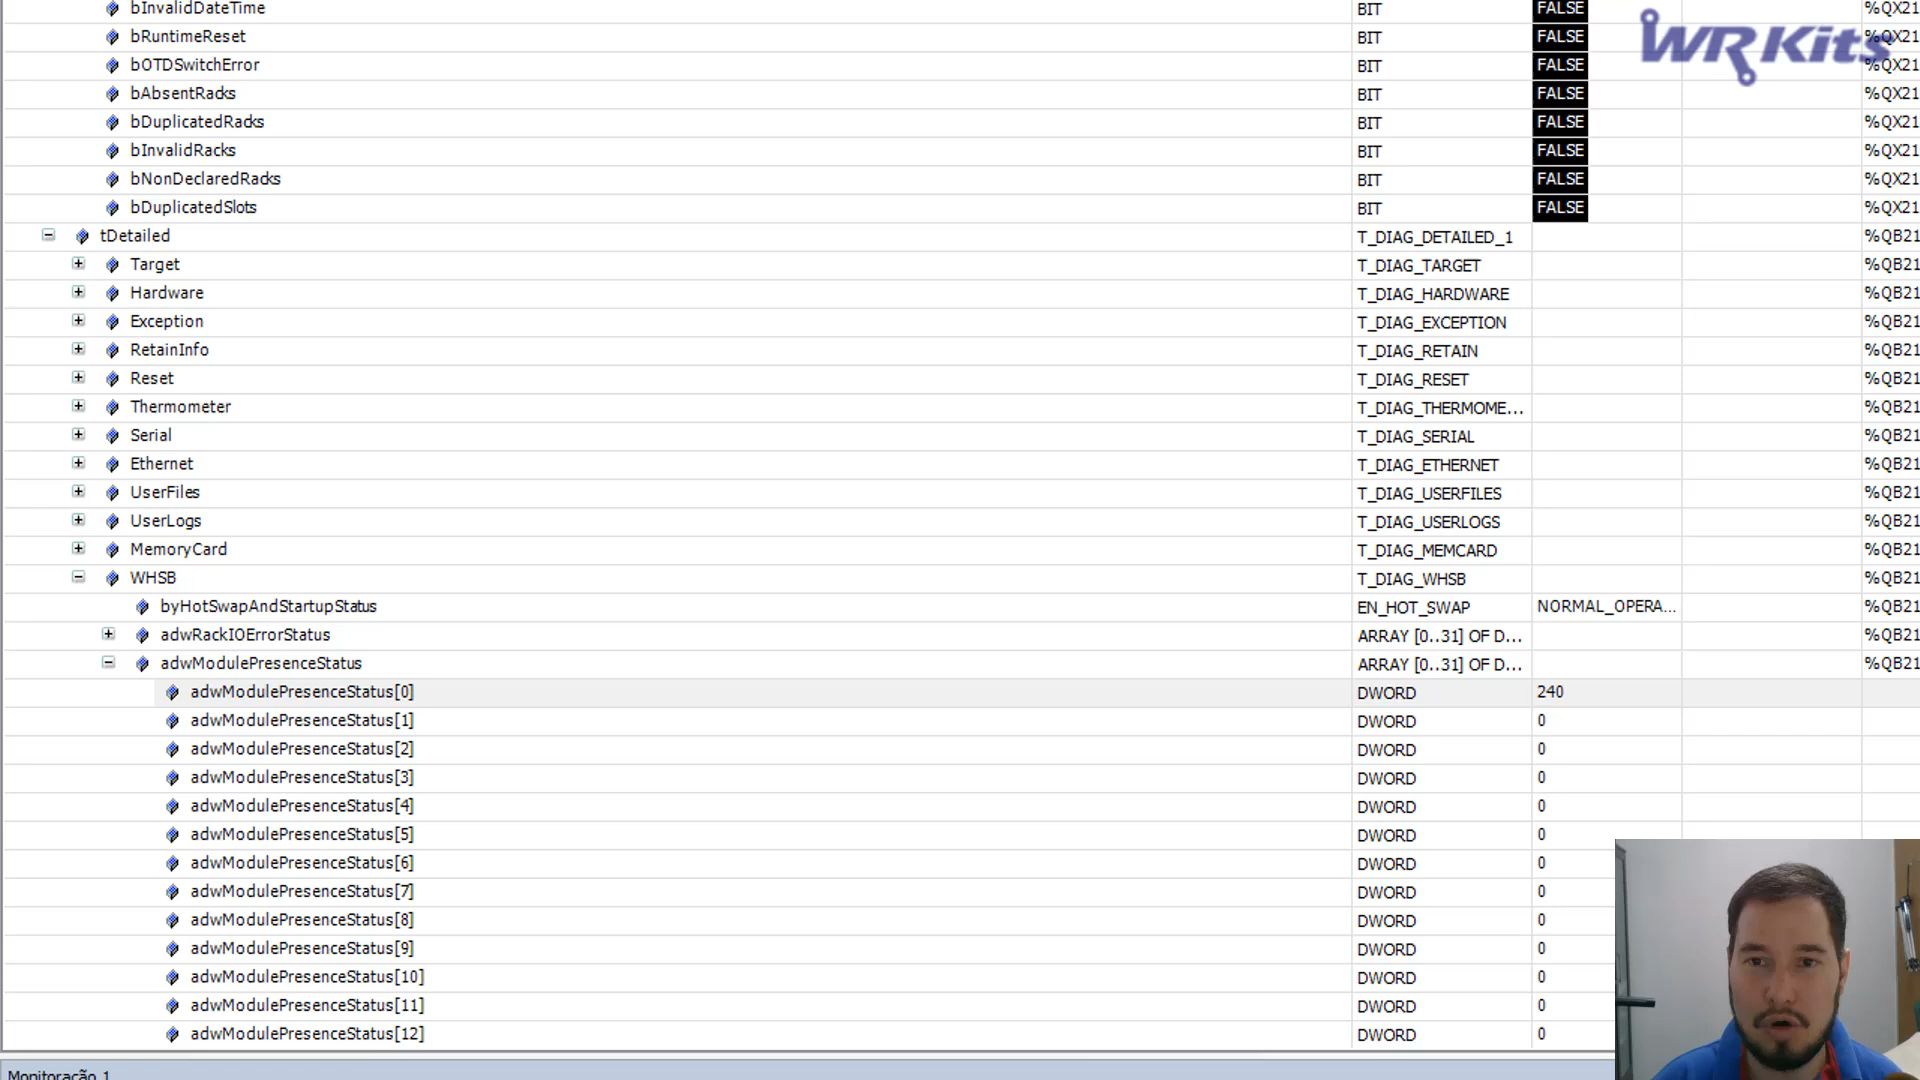 bInvalidDateTime BIT FALSE %QX21
bRuntimeReset BIT FALSE %QX21
bOTDSwitchError BIT FALSE %QX21
bAbsentRacks BIT FALSE %QX21
bDuplicatedRacks BIT FALSE %QX21
bInvalidRacks BIT FALSE %QX21
bNonDeclaredRacks BIT FALSE %QX21
bDuplicatedSlots BIT FALSE %QX21
tDetailed T_DIAG_DETAILED_1 %QB21
Target T_DIAG_TARGET %QB21
Hardware T_DIAG_HARDWARE %QB21
Exception T_DIAG_EXCEPTION %QB21
RetainInfo T_DIAG_RETAIN %QB21
Reset T_DIAG_RESET %QB21
Thermometer T_DIAG_THERMOME... %QB21
Serial T_DIAG_SERIAL %QB21
Ethernet T_DIAG_ETHERNET %QB21
UserFiles T_DIAG_USERFILES %QB21
UserLogs T_DIAG_USERLOGS %QB21
MemoryCard T_DIAG_MEMCARD %QB21
WHSB T_DIAG_WHSB %QB21
byHotSwapAndStartupStatus EN_HOT_SWAP NORMAL_OPERA... %QB21
adwRackIOErrorStatus ARRAY [0..31] OF D... %QB21
adwModulePresenceStatus ARRAY [0..31] OF D... %QB21
adwModulePresenceStatus[0] DWORD 240
adwModulePresenceStatus[1] DWORD 0
adwModulePresenceStatus[2] DWORD 0
adwModulePresenceStatus[3] DWORD 0
adwModulePresenceStatus[4] DWORD 0
adwModulePresenceStatus[5] DWORD 0
adwModulePresenceStatus[6] DWORD 0
adwModulePresenceStatus[7] DWORD 0
adwModulePresenceStatus[8] DWORD 0
adwModulePresenceStatus[9] DWORD 0
adwModulePresenceStatus[10] DWORD 0
adwModulePresenceStatus[11] DWORD 0
adwModulePresenceStatus[12] DWORD 0
Monitoração 1
WR Kits